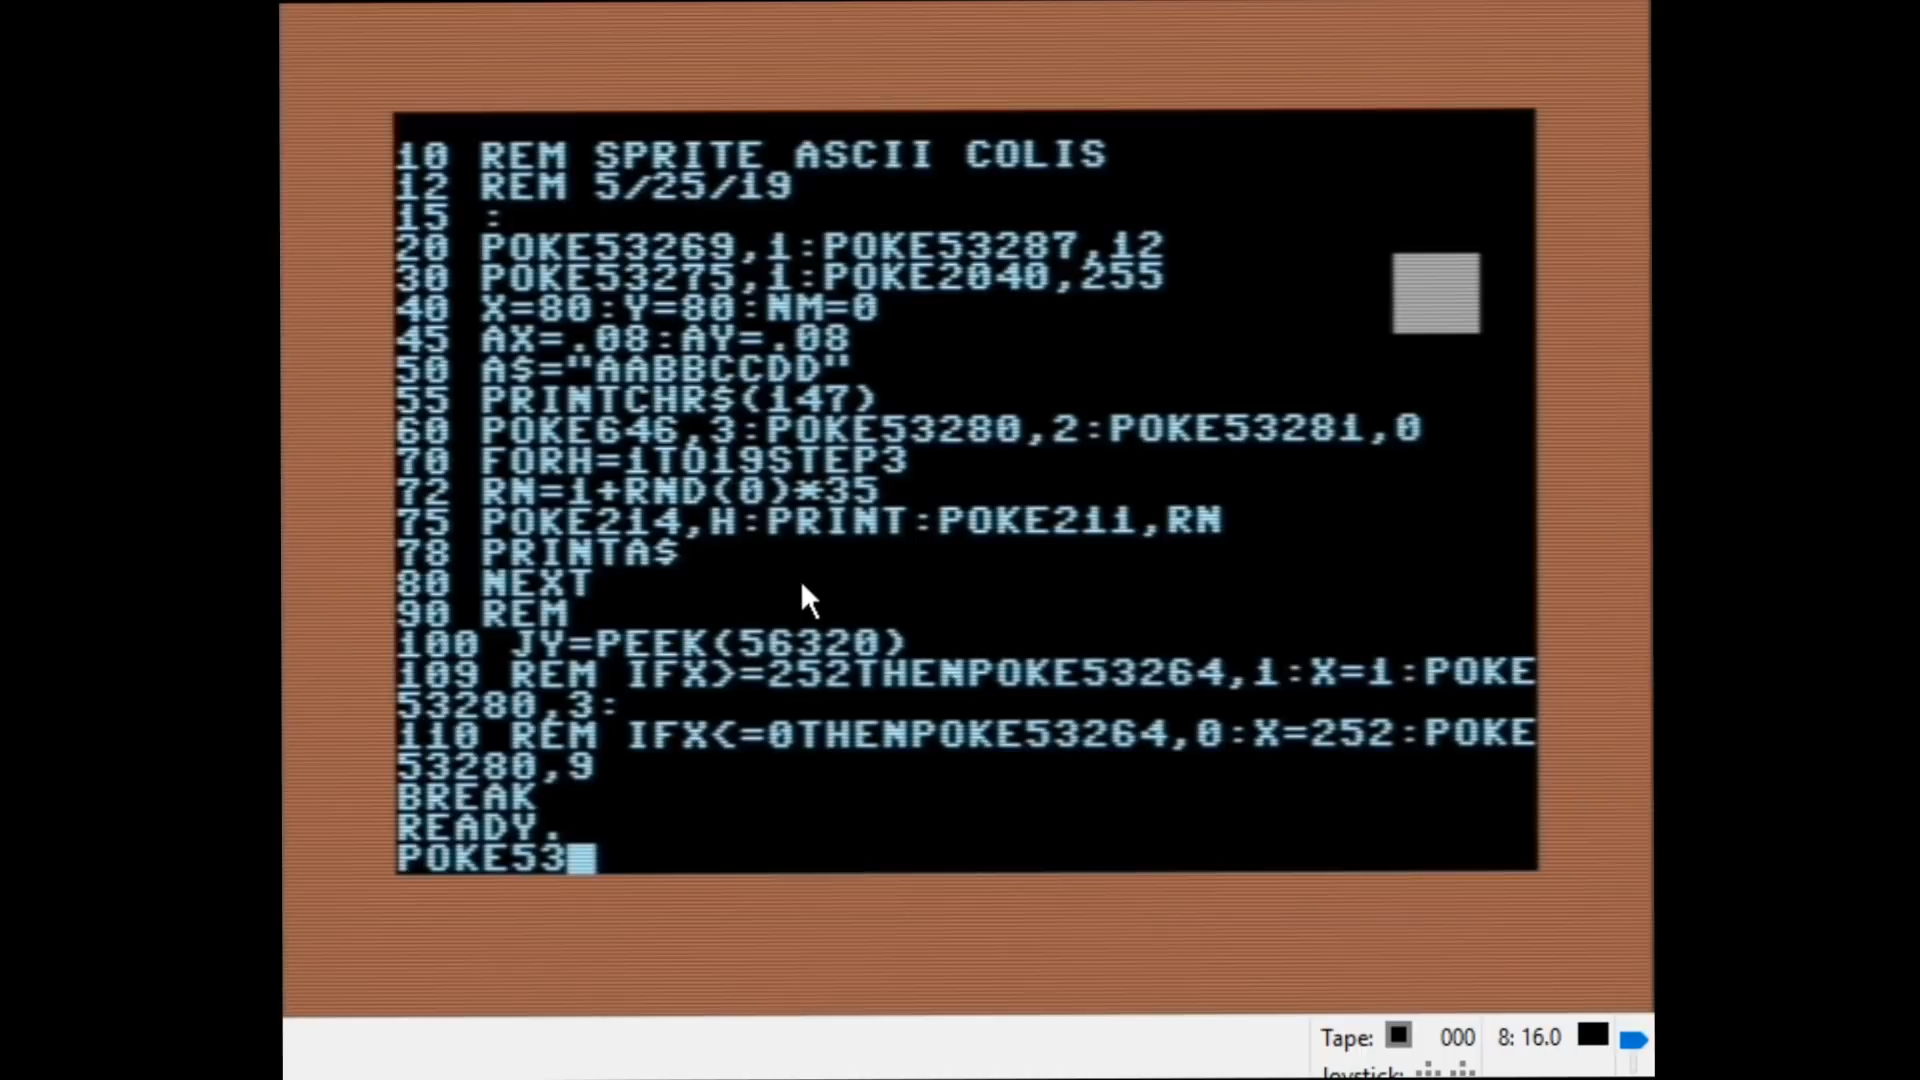 10 REM SPRITE ASCII COLIS
12 REM 5/25/19
15 :
20 POKE53269,1:POKE53287,12
30 POKE53275,1:POKE2040,255
40 X=80:Y=80:NM=0
45 AX=.08:AY=.08
50 A$="AABBCCDD"
55 PRINTCHR$(147)
60 POKE646,3:POKE53280,2:POKE53281,0
70 FORH=1TO19STEP3
72 RN=1+RND(0)*35
75 POKE214,H:PRINT:POKE211,RN
78 PRINTA$
80 NEXT
90 REM
100 JY=PEEK(56320)
109 REM IFX>=252THENPOKE53264,1:X=1:POKE
53280,3:
110 REM IFX<=0THENPOKE53264,0:X=252:POKE
53280,9
BREAK
READY.
POKE53
Tape: 000 8: 16.0
Joystick: